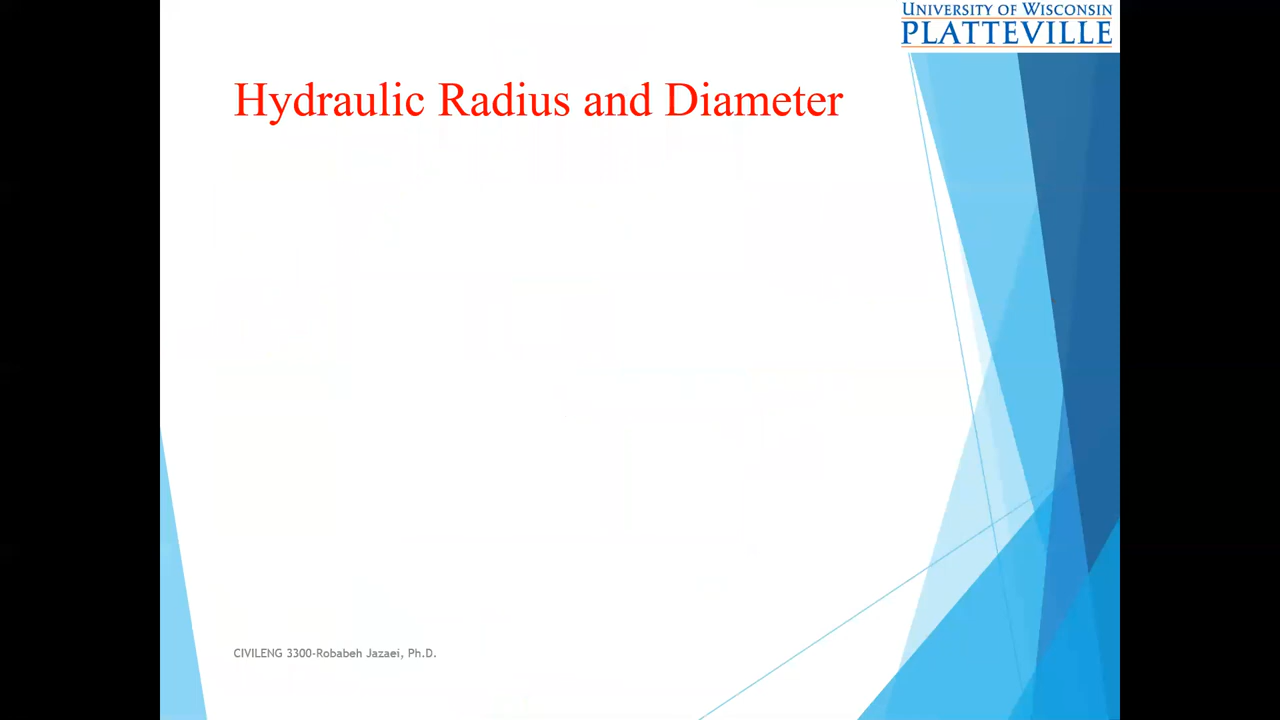 UNIVERSITY OF WISCONSIN
PLATTEVILLE
Hydraulic Radius and Diameter
CIVILENG 3300-Robabeh Jazaei, Ph.D.